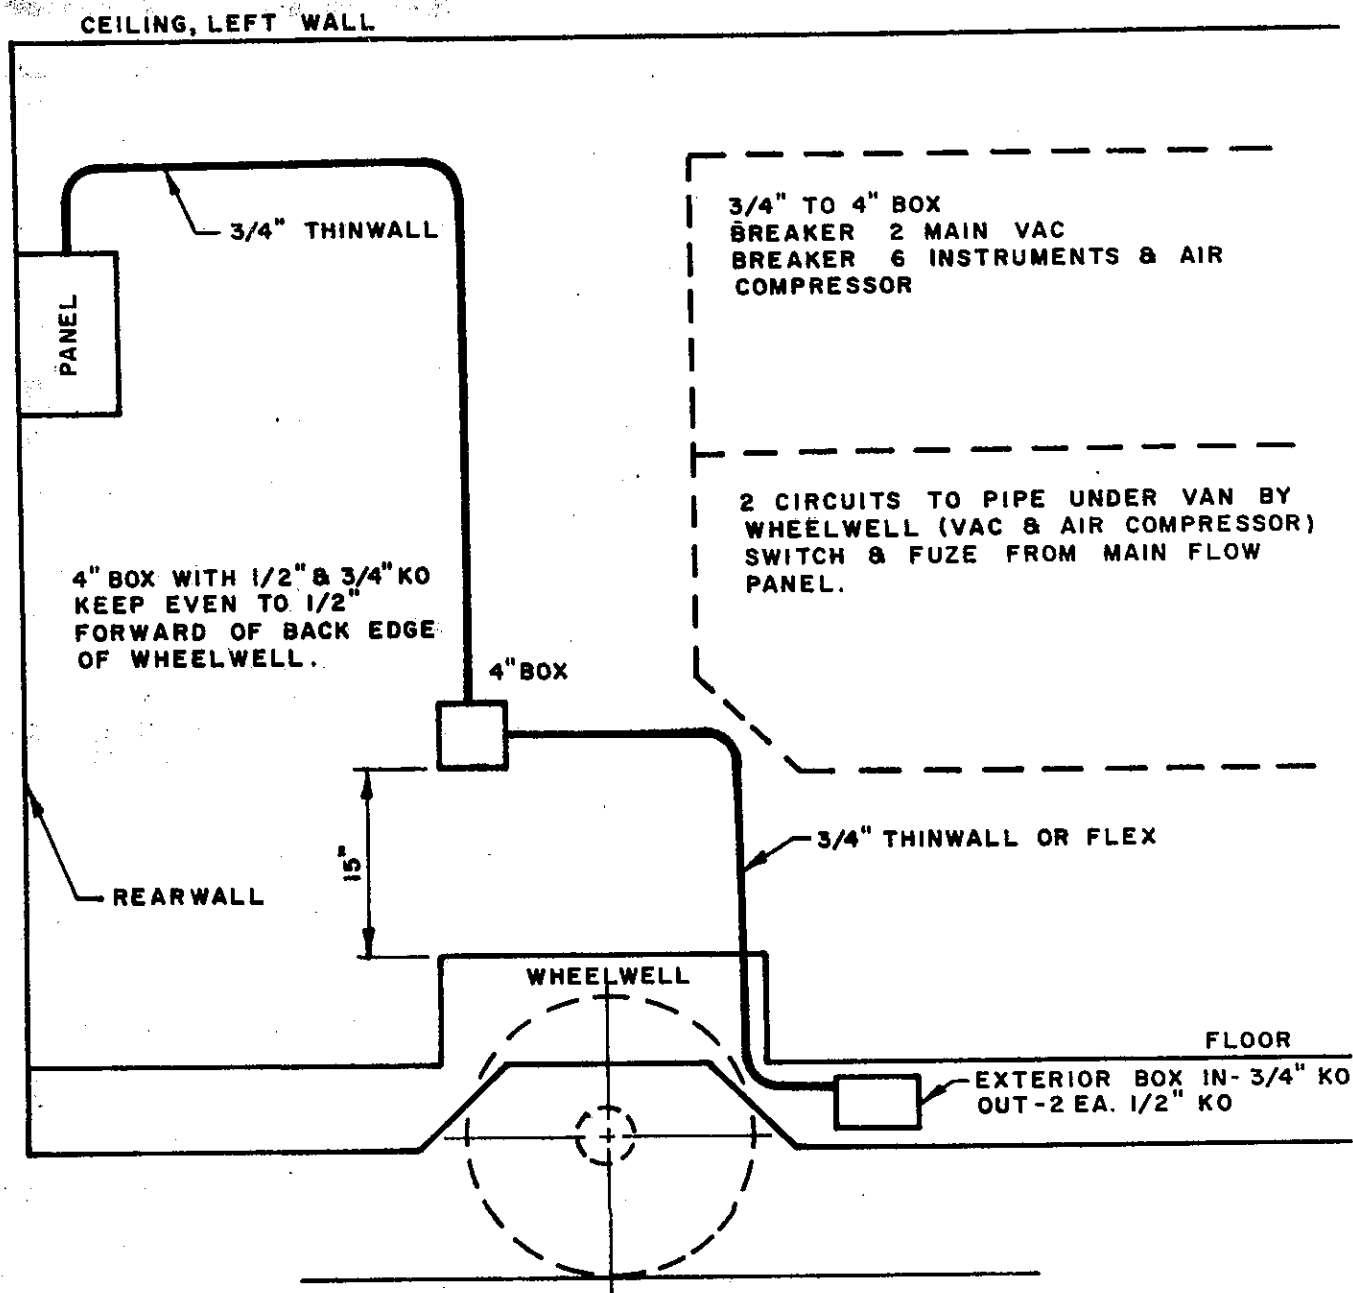 CEILING, LEFT WALL
3/4" THINWALL
3/4" TO 4" BOX
BREAKER 2 MAIN VAC
BREAKER 6 INSTRUMENTS & AIR
COMPRESSOR
PANEL
2 CIRCUITS TO PIPE UNDER VAN BY
WHEELWELL (VAC & AIR COMPRESSOR)
SWITCH & FUZE FROM MAIN FLOW
PANEL.
4" BOX WITH 1/2" & 3/4" KO
KEEP EVEN TO 1/2"
FORWARD OF BACK EDGE
OF WHEELWELL.
4" BOX
3/4" THINWALL OR FLEX
15"
REARWALL
WHEELWELL
FLOOR
EXTERIOR BOX IN- 3/4" KO
OUT-2 EA. 1/2" KO